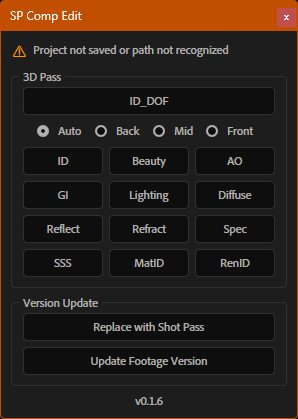 SP Comp Edit x
Project not saved or path not recognized
3D Pass
ID_DOF
Auto Back Mid Front
ID Beauty AO
GI Lighting Diffuse
Reflect Refract Spec
SSS MatID RenID
Version Update
Replace with Shot Pass
Update Footage Version
v0.1.6